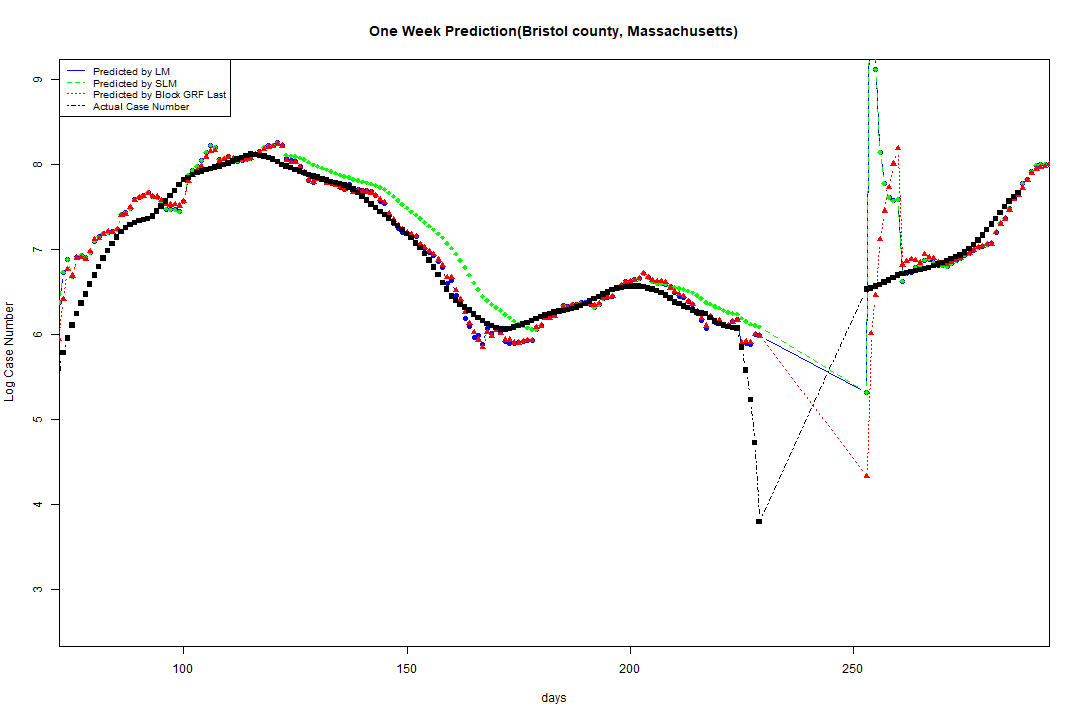 One Week Prediction(Bristol county, Massachusetts)
Predicted by LM
Predicted by SLM
Predicted by Block GRF Last
Actual Case Number
9
8
7
6
5
4
3
Log Case Number
100 150 200 250
days